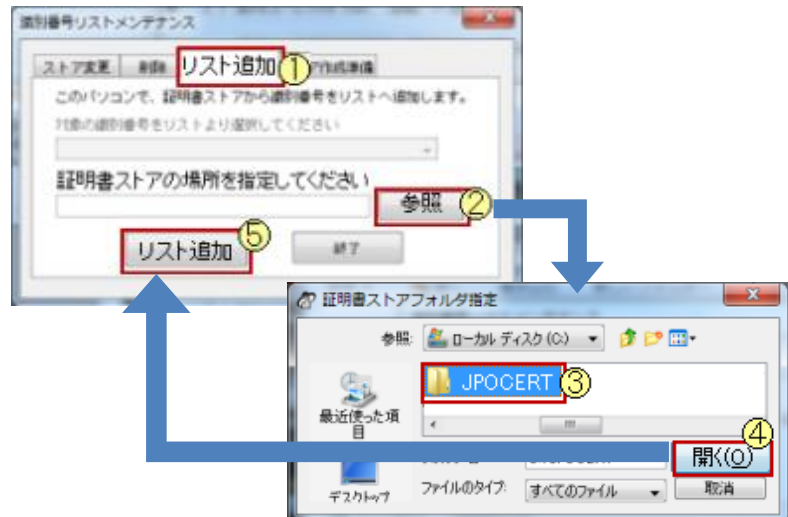 識別番号リストメンテナンス
ストア変更 削除 リスト追加 ①
このパソコンで、証明書ストアから識別番号をリストへ追加します。
対象の識別番号をリストより選択してください
証明書ストアの場所を指定してください
参照 ②
リスト追加 ⑤ 終了
証明書ストアフォルダ指定
参照: ローカル ディスク (C:)
JPOCERT ③
最近使った項目
開く(O) ④
デスクトップ
ファイルのタイプ: すべてのファイル 取消